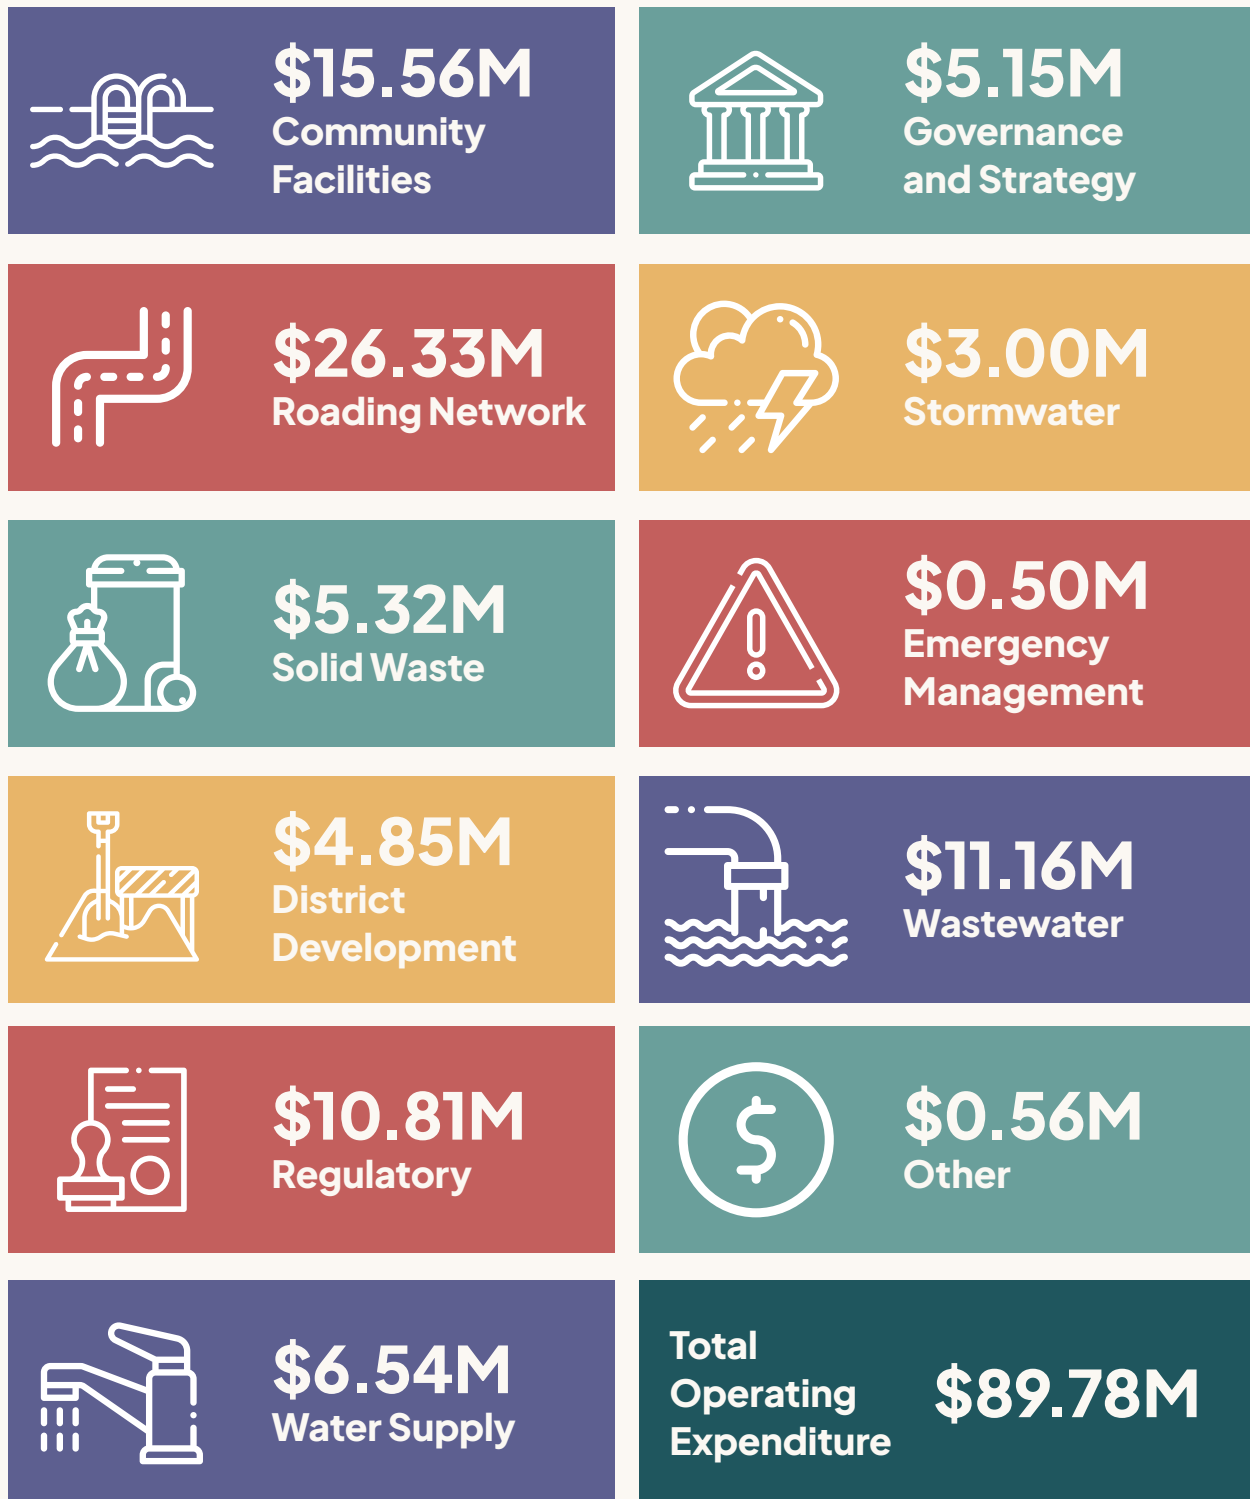 $15.56M
Community
Facilities
$5.15M
Governance
and Strategy
$26.33M
Roading Network
$3.00M
Stormwater
$5.32M
Solid Waste
$0.50M
Emergency
Management
$4.85M
District
Development
$11.16M
Wastewater
$10.81M
Regulatory
$0.56M
Other
$6.54M
Water Supply
Total
Operating
Expenditure
$89.78M